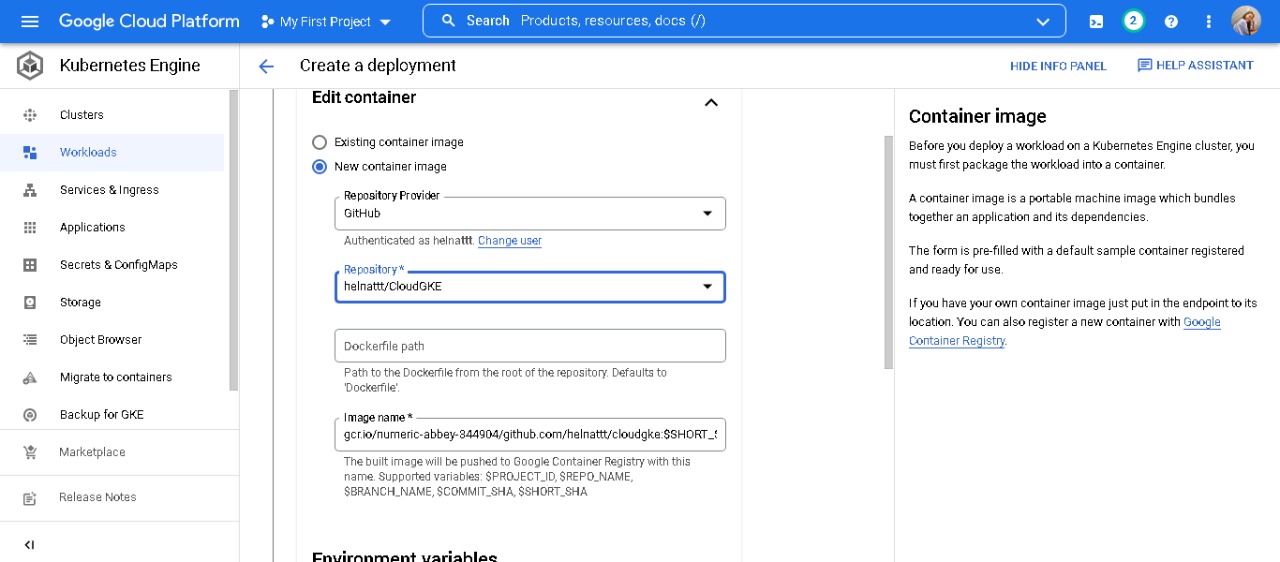 Google Cloud Platform
My First Project
Search Products, resources, docs (/)
2
Kubernetes Engine
Create a deployment
HIDE INFO PANEL
HELP ASSISTANT
Clusters
Workloads
Services & Ingress
Applications
Secrets & ConfigMaps
Storage
Object Browser
Migrate to containers
Backup for GKE
Marketplace
Release Notes
Edit container
Existing container image
New container image
Repository Provider
GitHub
Authenticated as helnattt. Change user
Repository *
helnattt/CloudGKE
Dockerfile path
Path to the Dockerfile from the root of the repository. Defaults to
'Dockerfile'.
Image name *
gcr.io/numeric-abbey-344904/github.com/helnattt/cloudgke:$SHORT_S
The built image will be pushed to Google Container Registry with this
name. Supported variables: $PROJECT_ID, $REPO_NAME,
$BRANCH_NAME, $COMMIT_SHA, $SHORT_SHA
Environment variables
Container image
Before you deploy a workload on a Kubernetes Engine cluster, you
must first package the workload into a container.
A container image is a portable machine image which bundles
together an application and its dependencies.
The form is pre-filled with a default sample container registered
and ready for use.
If you have your own container image just put in the endpoint to its
location. You can also register a new container with Google
Container Registry.